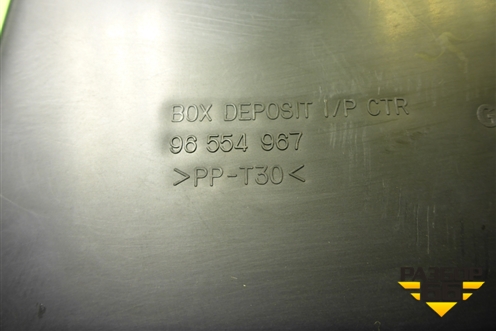 BOX DEPOSIT I/P CTR
96 554 967
>PP-T30<